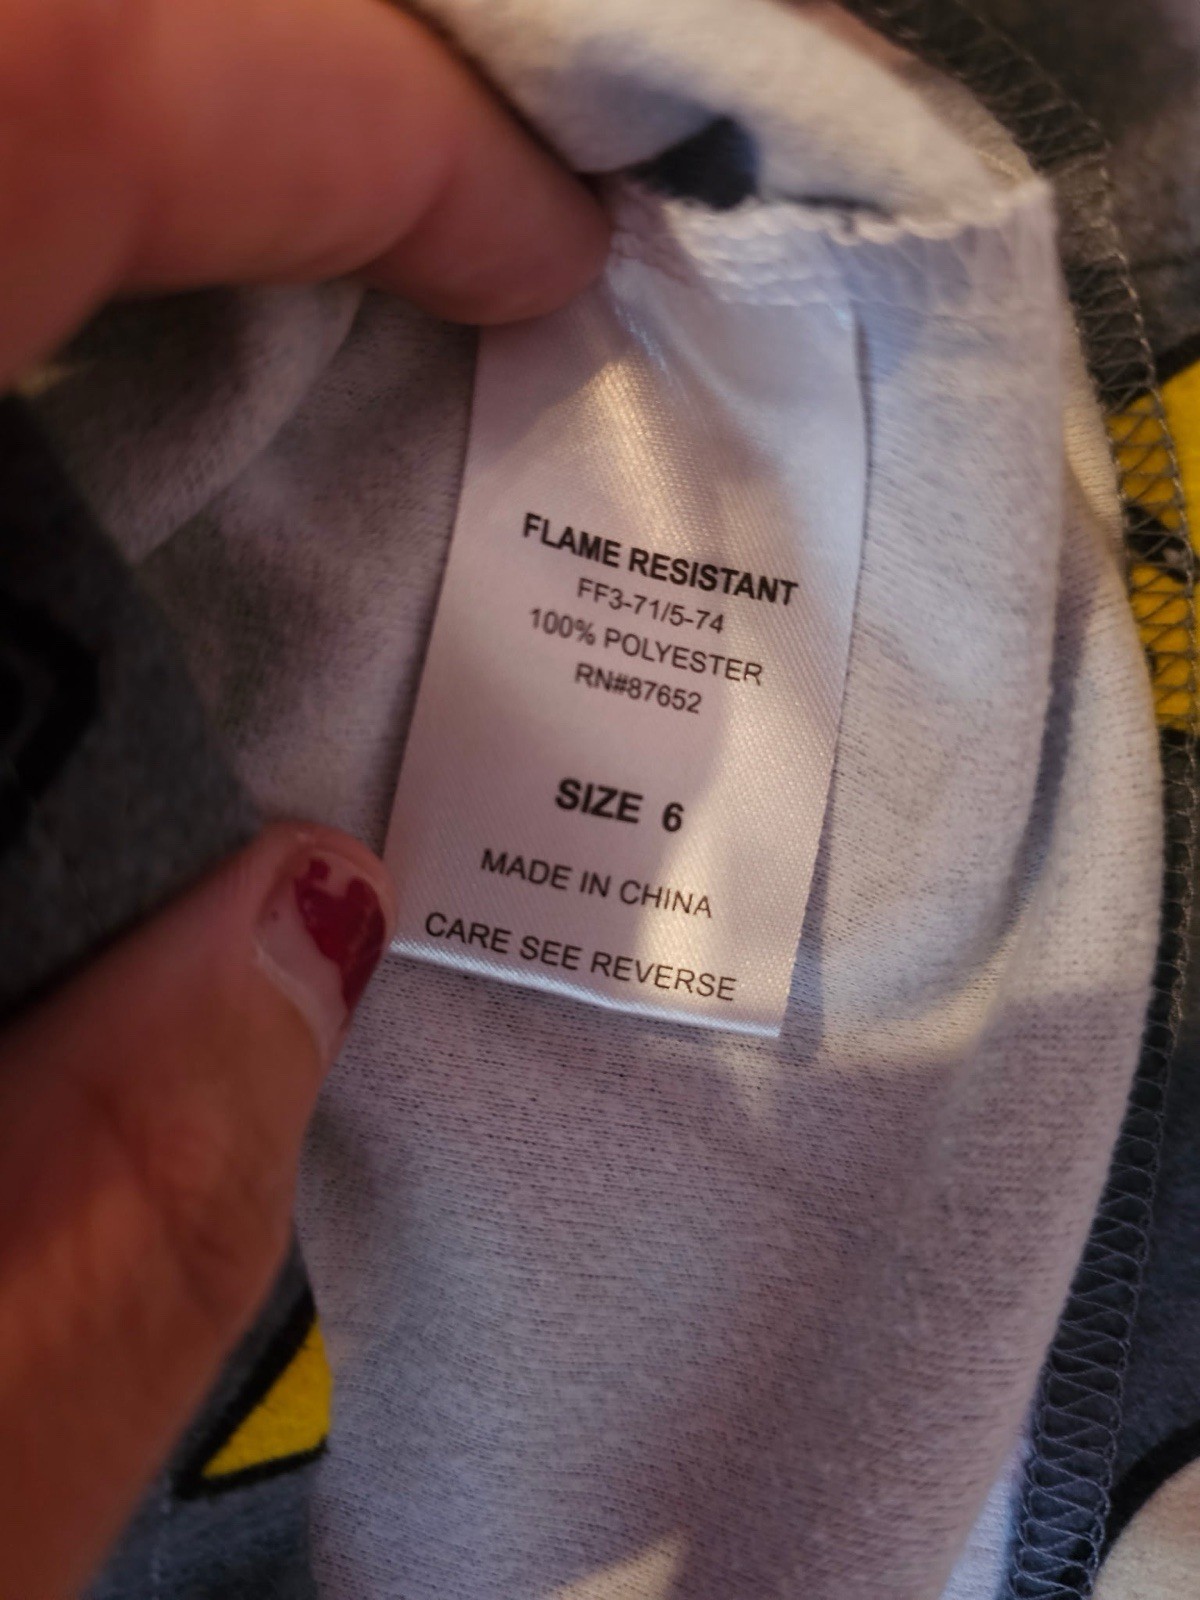 FLAME RESISTANT
FF3-71/5-74
100% POLYESTER
RN#87652
SIZE 6
MADE IN CHINA
CARE SEE REVERSE